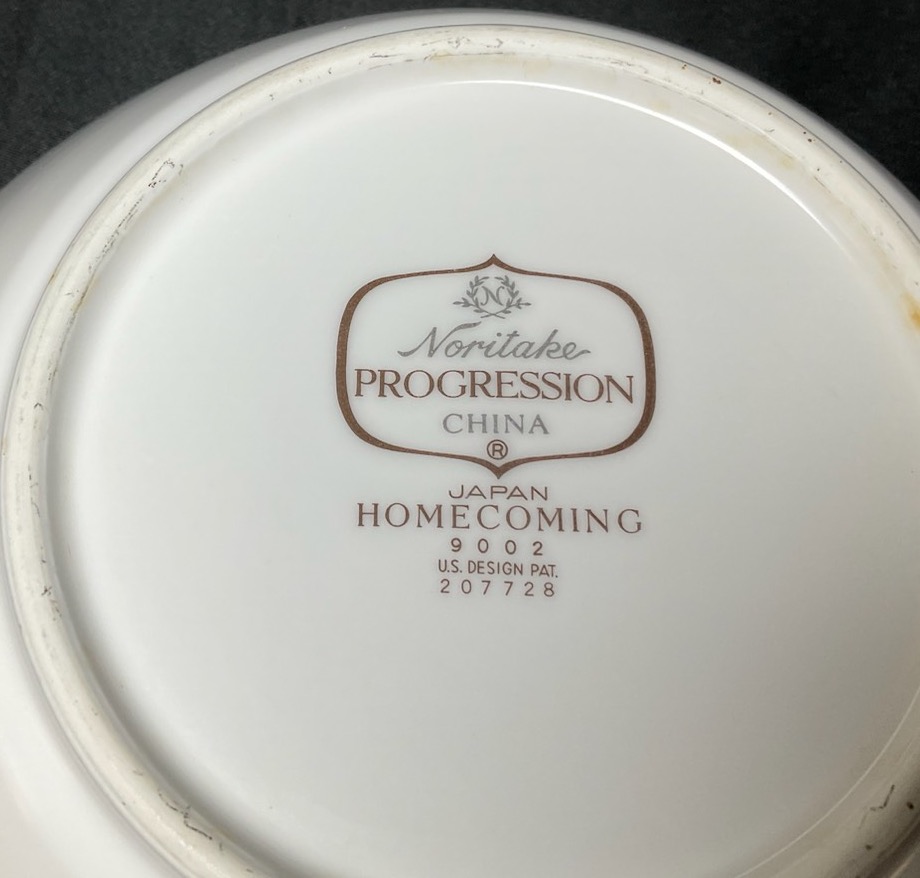 N
Noritake
PROGRESSION
CHINA
®
JAPAN
HOMECOMING
9002
U.S. DESIGN PAT.
207728